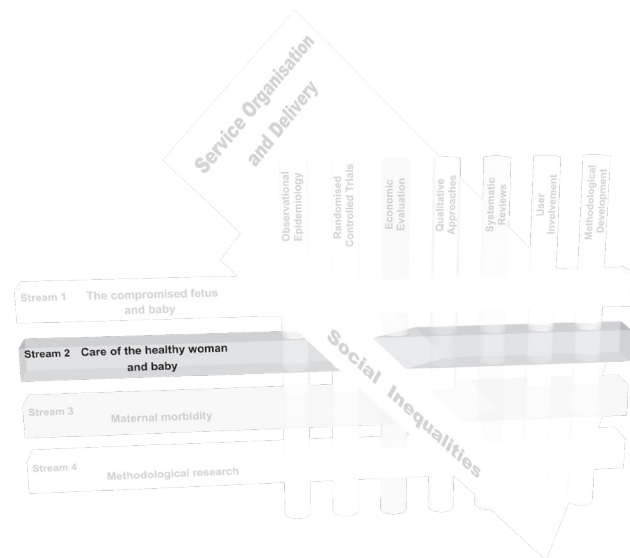 Service Organisation
and Delivery
Observational
Epidemiology
Randomised
Controlled Trials
Economic
Evaluation
Qualitative
Approaches
Systematic
Reviews
User
Involvement
Methodological
Development
Stream 1 The compromised fetus
and baby
Stream 2 Care of the healthy woman
and baby
Social Inequalities
Stream 3 Maternal morbidity
Stream 4 Methodological research